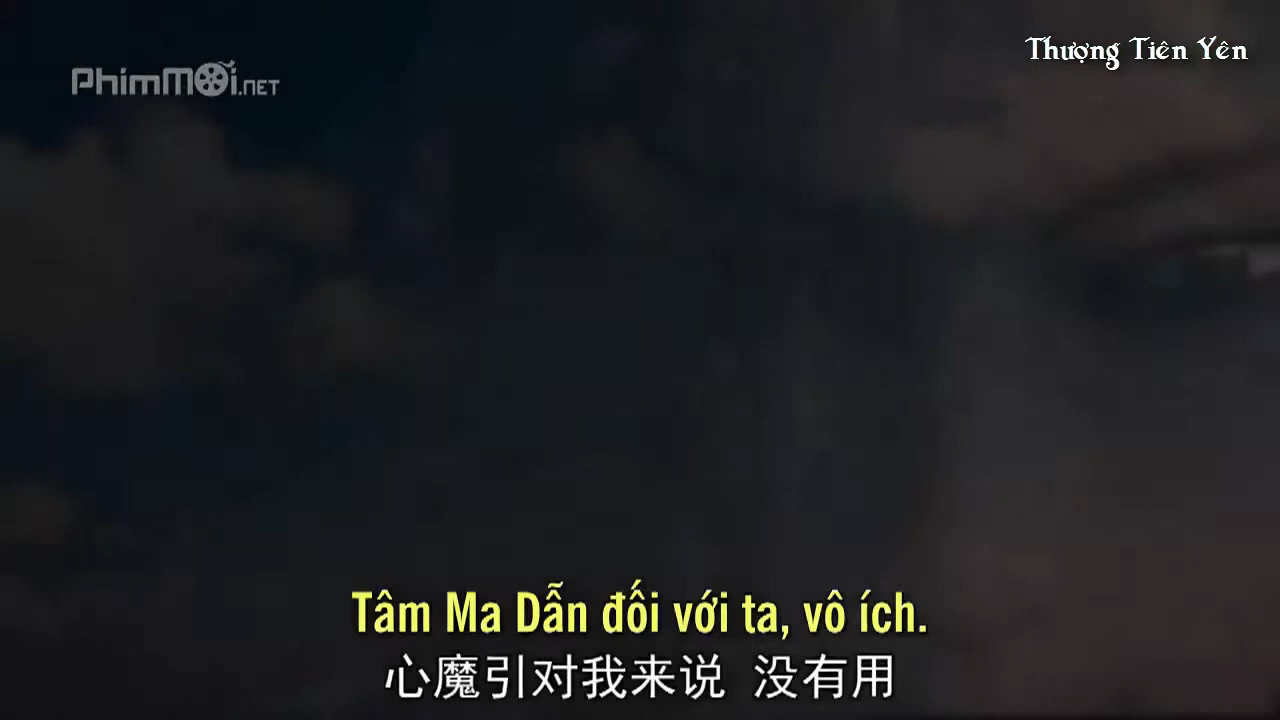 PhimMới.NET
Thượng Tiên Yên
Tâm Ma Dẫn đối với ta, vô ích.
心魔引对我来说 没有用